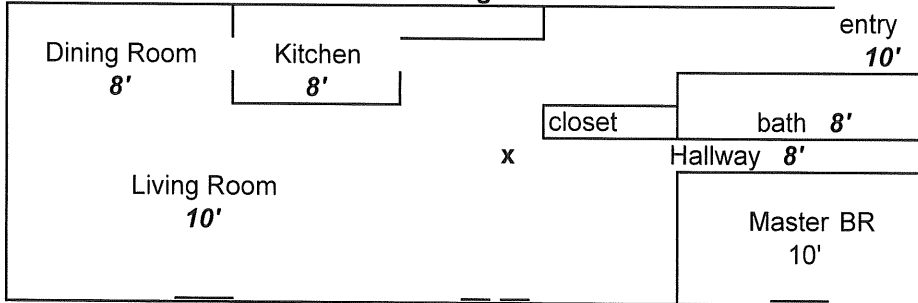 entry
10'
Dining Room
8'
Kitchen
8'
closet
bath 8'
x
Hallway 8'
Living Room
10'
Master BR
10'